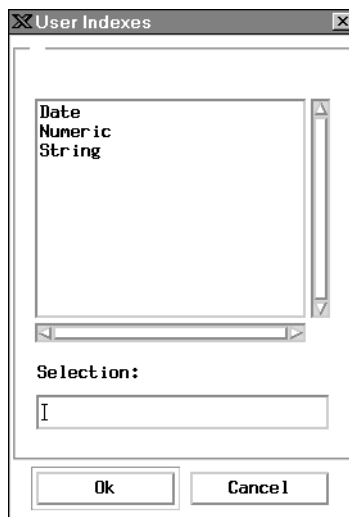 User Indexes
Date
Numeric
String
Selection:
Ok
Cancel